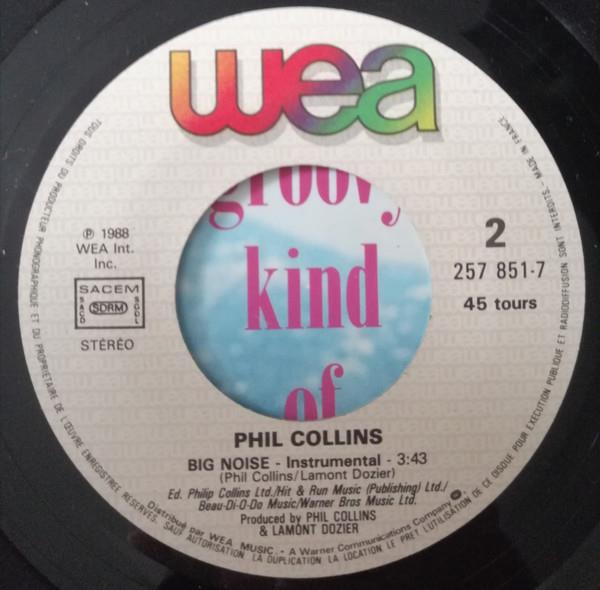 wea
groovy
kind
of
℗ 1988
WEA Int.
Inc.
SACEM
SACD SDRM SGDL
STÉRÉO
2
257 851-7
45 tours
PHIL COLLINS
BIG NOISE - Instrumental - 3:43
(Phil Collins/Lamont Dozier)
Ed. Philip Collins Ltd./Hit & Run Music (Publishing) Ltd./
Beau-Di-O-Do Music/Warner Bros Music Ltd.
Produced by PHIL COLLINS
& LAMONT DOZIER
Distribué par WEA MUSIC. - A Warner Communications Company
TOUS DROITS DU PRODUCTEUR PHONOGRAPHIQUE ET DU PROPRIETAIRE DE L'ŒUVRE ENREGISTREE RESERVES. SAUF AUTORISATION LA DUPLICATION, LA LOCATION, LE PRET, L'UTILISATION DE CE DISQUE POUR EXECUTION PUBLIQUE ET RADIODIFFUSION SONT INTERDITS - MADE IN FRANCE